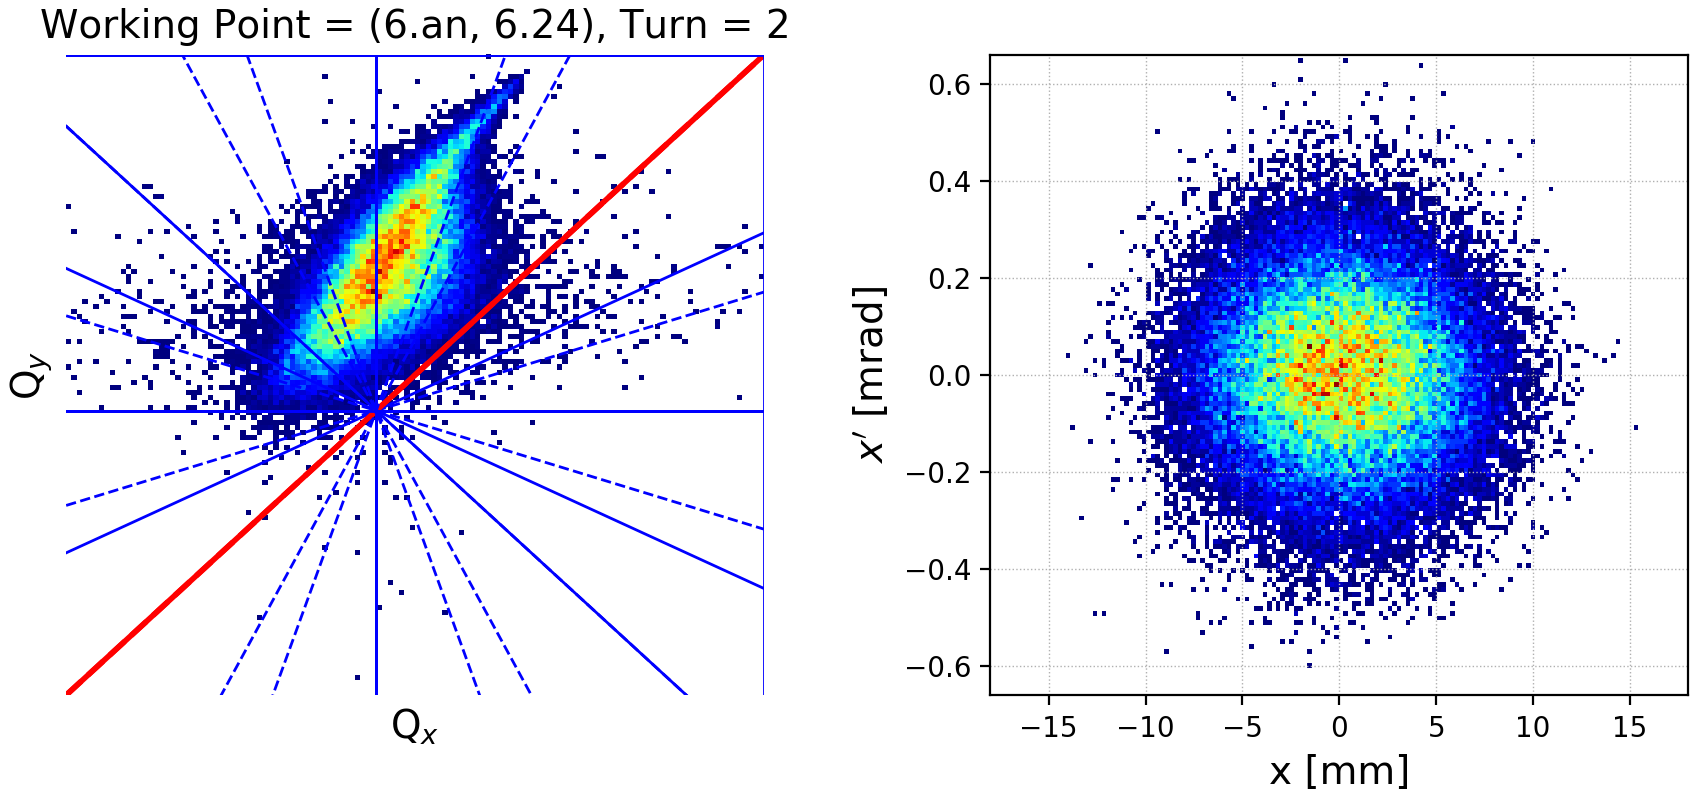 Working Point = (6.an, 6.24), Turn = 2
Qy
Qx
0.6
0.4
0.2
0.0
−0.2
−0.4
−0.6
x′ [mrad]
−15
−10
−5
0
5
10
15
x [mm]